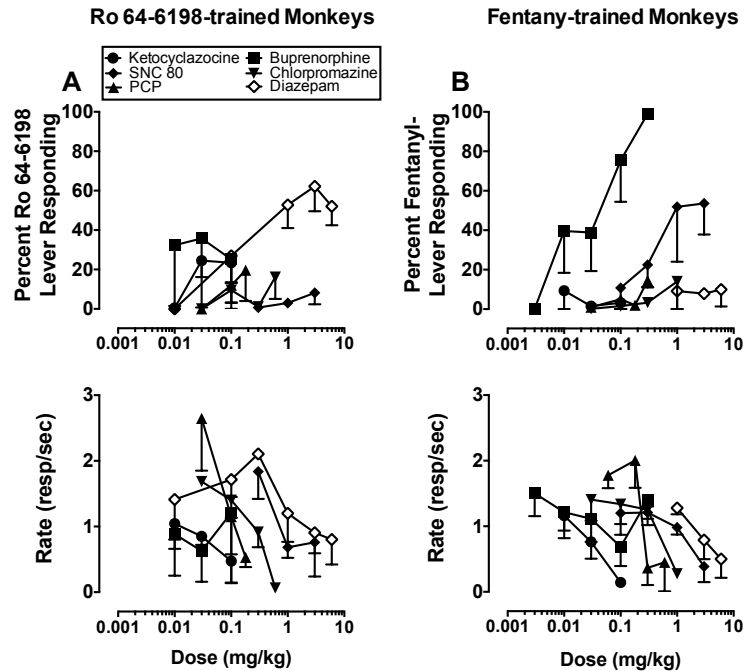 Ro 64-6198-trained Monkeys
Fentany-trained Monkeys
Ketocyclazocine
Buprenorphine
SNC 80
Chlorpromazine
PCP
Diazepam
A
B
Percent Ro 64-6198
Lever Responding
100
80
60
40
20
0
0.001
0.01
0.1
1
10
Percent Fentanyl-
Lever Responding
100
80
60
40
20
0
0.001
0.01
0.1
1
10
Rate (resp/sec)
3
2
1
0
0.001
0.01
0.1
1
10
Dose (mg/kg)
Rate (resp/sec)
3
2
1
0
0.001
0.01
0.1
1
10
Dose (mg/kg)